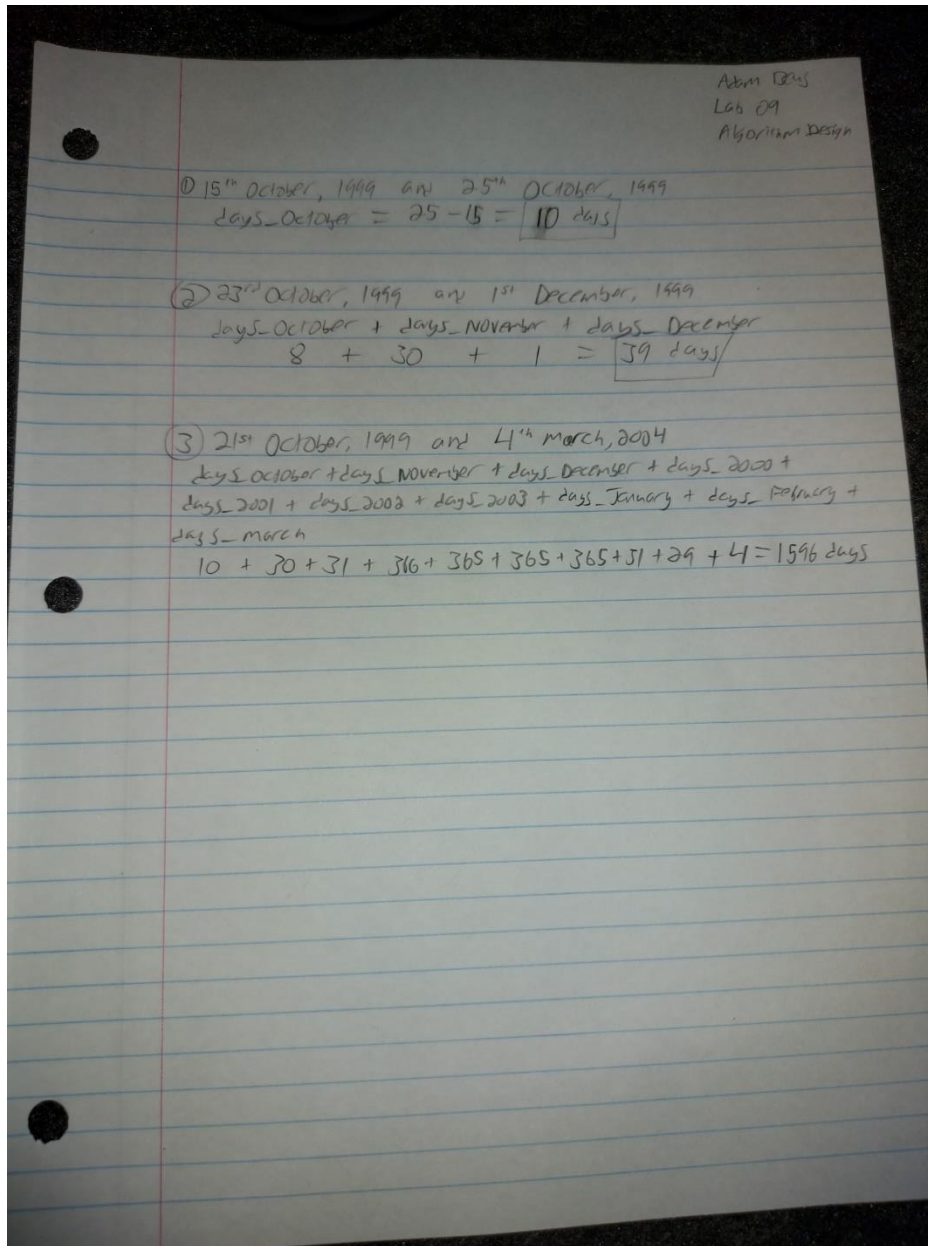 Adam
Lab 09
Algorithm Design
① 15th October, 1999 and 25th October, 1999
days_October = 25 - 15 = 10 days
② 23rd October, 1999 and 1st December, 1999
days_October + days_November + days_December
8 + 30 + 1 = 39 days
③ 21st October, 1999 and 4th march, 2004
days_October + days_November + days_December + days_2000 +
days_2001 + days_2002 + days_2003 + days_January + days_February +
days_march
10 + 30 + 31 + 366 + 365 + 365 + 365 + 31 + 29 + 4 = 1596 days